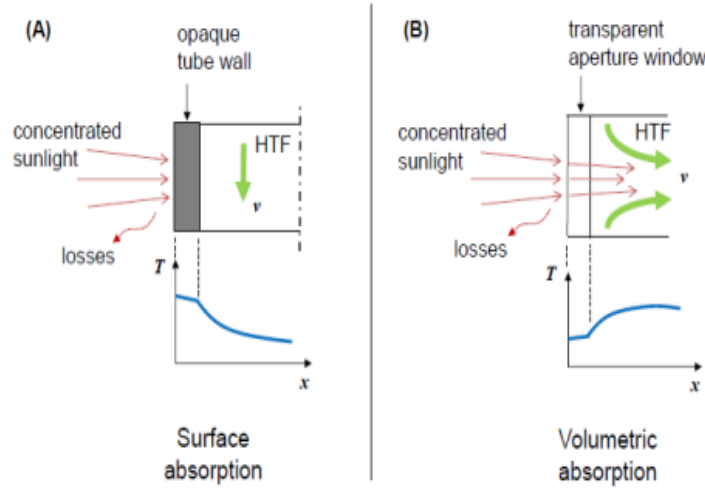 (A)
opaque
tube wall
concentrated
sunlight
HTF
v
losses
T
x
Surface
absorption
(B)
transparent
aperture window
concentrated
sunlight
HTF
v
losses
T
x
Volumetric
absorption